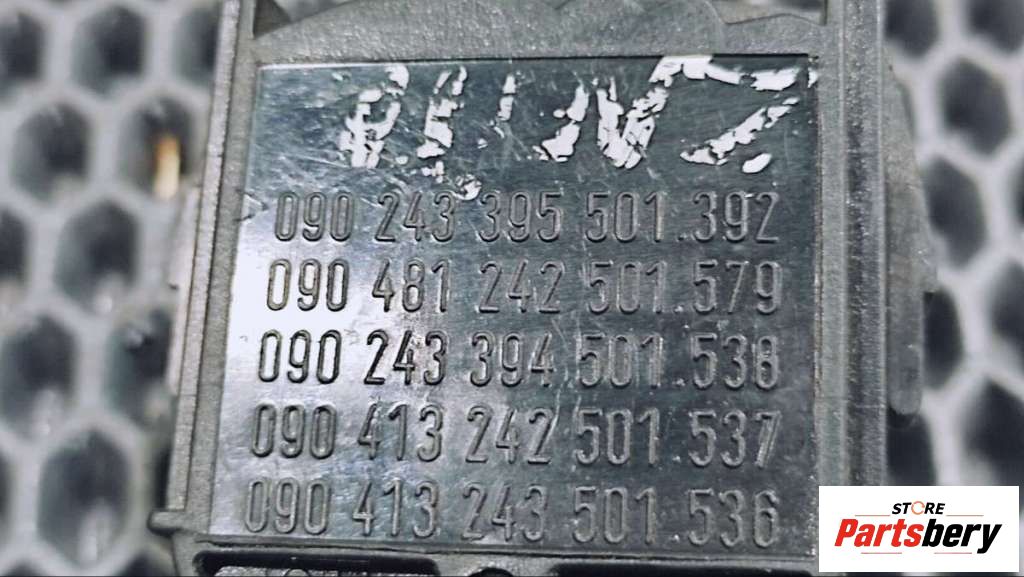 090 243 395 501.392
090 481 242 501.579
090 243 394 501.538
090 413 242 501.537
090 413 243 501.536
STORE
Partsbery